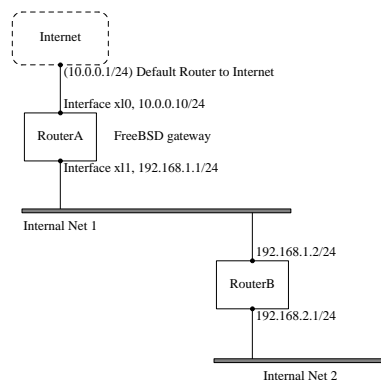 Internet
(10.0.0.1/24) Default Router to Internet
Interface xl0, 10.0.0.10/24
RouterA
FreeBSD gateway
Interface xl1, 192.168.1.1/24
Internal Net 1
192.168.1.2/24
RouterB
192.168.2.1/24
Internal Net 2